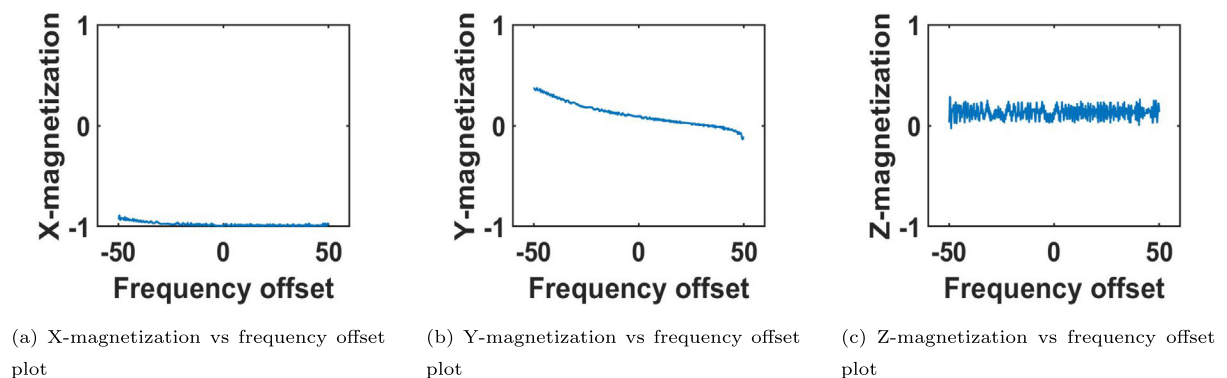 X-magnetization
1
0
-1
-50 0 50
Frequency offset
(a) X-magnetization vs frequency offset
plot
Y-magnetization
1
0
-1
-50 0 50
Frequency offset
(b) Y-magnetization vs frequency offset
plot
Z-magnetization
1
0
-1
-50 0 50
Frequency offset
(c) Z-magnetization vs frequency offset
plot